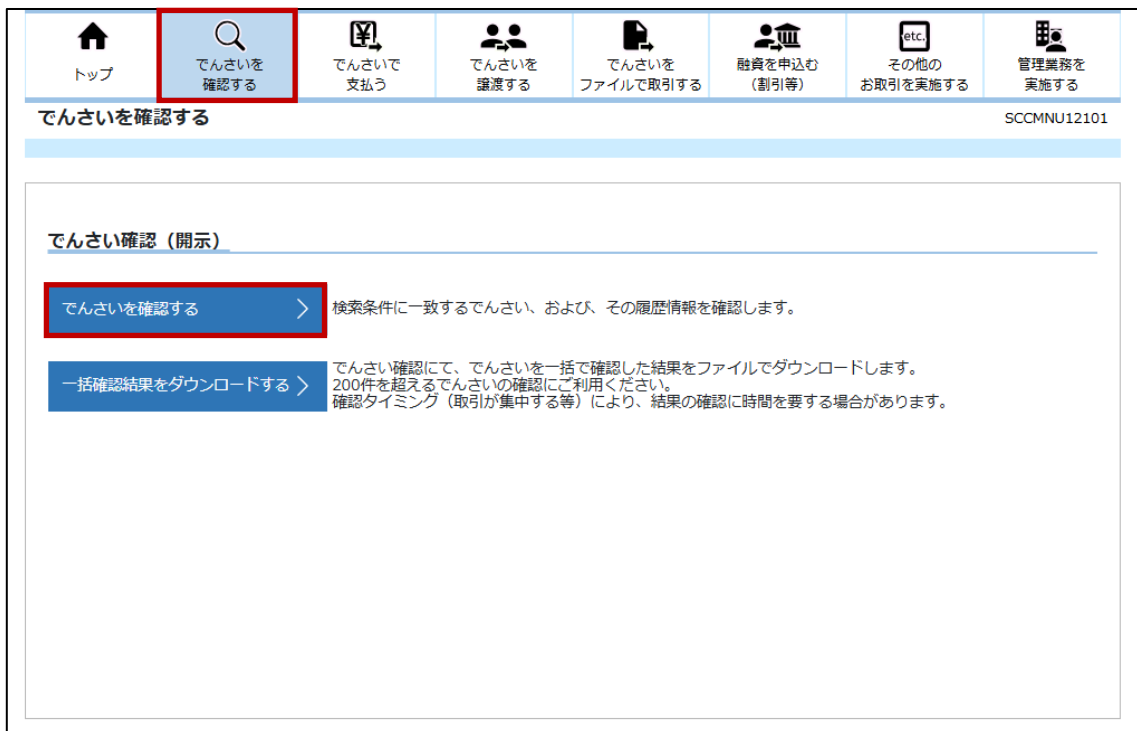 トップ
でんさいを
確認する
でんさいで
支払う
でんさいを
譲渡する
でんさいを
ファイルで取引する
融資を申込む
(割引等)
etc.
その他の
お取引を実施する
管理業務を
実施する
でんさいを確認する
SCCMNU12101
でんさい確認（開示）
でんさいを確認する
検索条件に一致するでんさい、および、その履歴情報を確認します。
一括確認結果をダウンロードする
でんさい確認にて、でんさいを一括で確認した結果をファイルでダウンロードします。
200件を超えるでんさいの確認にご利用ください。
確認タイミング（取引が集中する等）により、結果の確認に時間を要する場合があります。